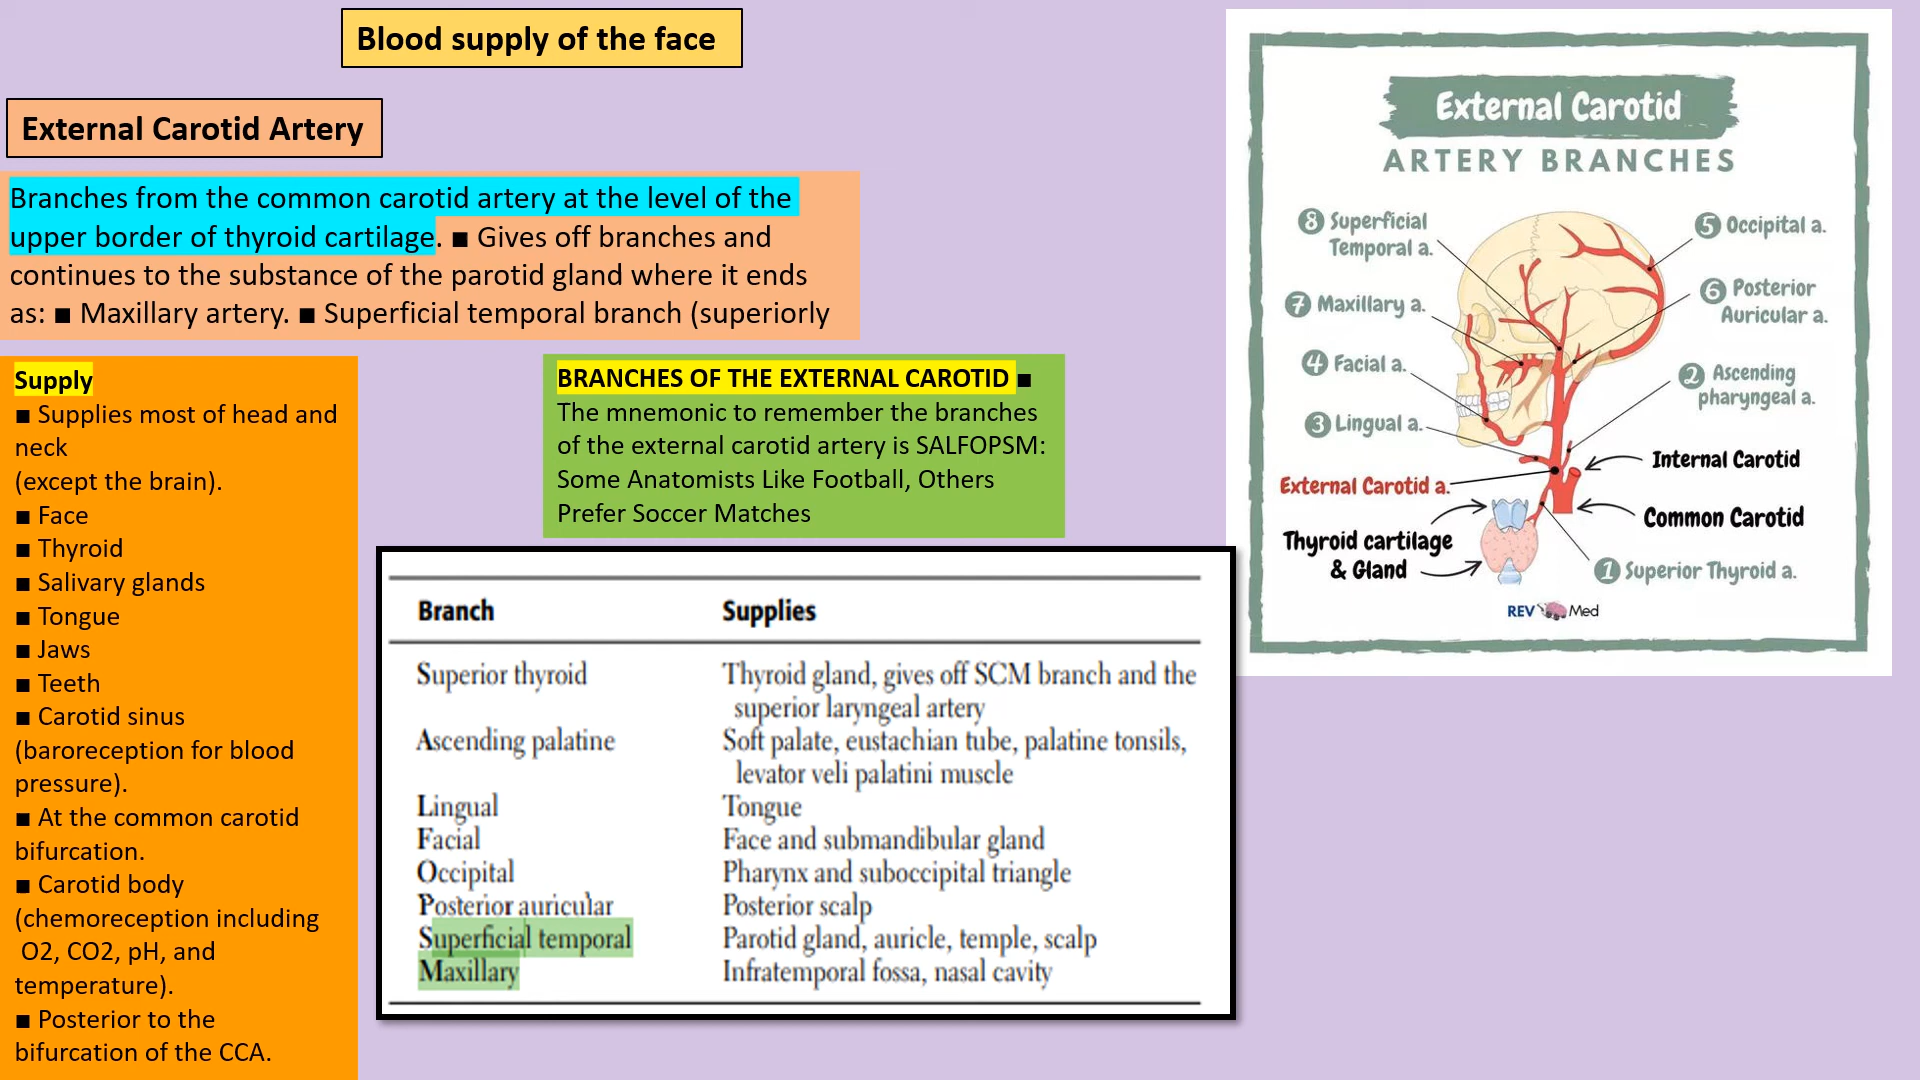 Blood supply of the face
External Carotid Artery
Branches from the common carotid artery at the level of the
upper border of thyroid cartilage. ■ Gives off branches and
continues to the substance of the parotid gland where it ends
as: ■ Maxillary artery. ■ Superficial temporal branch (superiorly
Supply
■ Supplies most of head and
neck
(except the brain).
■ Face
■ Thyroid
■ Salivary glands
■ Tongue
■ Jaws
■ Teeth
■ Carotid sinus
(baroreception for blood
pressure).
■ At the common carotid
bifurcation.
■ Carotid body
(chemoreception including
O2, CO2, pH, and
temperature).
■ Posterior to the
bifurcation of the CCA.
BRANCHES OF THE EXTERNAL CAROTID ■
The mnemonic to remember the branches
of the external carotid artery is SALFOPSM:
Some Anatomists Like Football, Others
Prefer Soccer Matches
Branch Supplies
Superior thyroid Thyroid gland, gives off SCM branch and the
superior laryngeal artery
Ascending palatine Soft palate, eustachian tube, palatine tonsils,
levator veli palatini muscle
Lingual Tongue
Facial Face and submandibular gland
Occipital Pharynx and suboccipital triangle
Posterior auricular Posterior scalp
Superficial temporal Parotid gland, auricle, temple, scalp
Maxillary Infratemporal fossa, nasal cavity
External Carotid
ARTERY BRANCHES
8 Superficial
Temporal a.
7 Maxillary a.
4 Facial a.
3 Lingual a.
External Carotid a.
Thyroid cartilage
& Gland
5 Occipital a.
6 Posterior
Auricular a.
2 Ascending
pharyngeal a.
Internal Carotid
Common Carotid
1 Superior Thyroid a.
REV Med